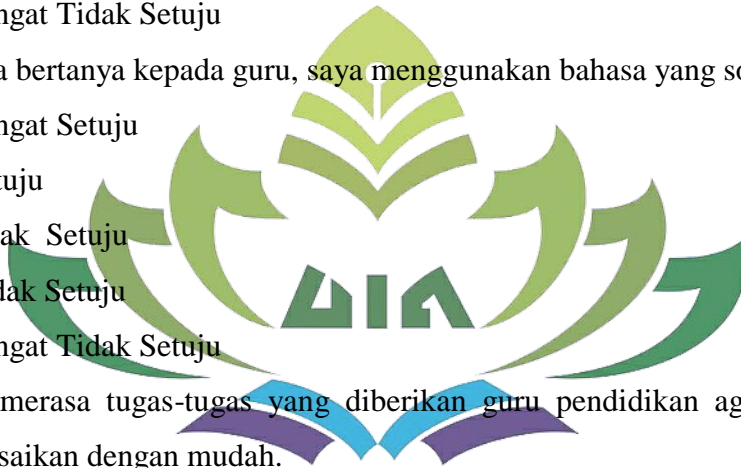 ngat Tidak Setuju
a bertanya kepada guru, saya menggunakan bahasa yang so
ngat Setuju
tuju
ak Setuju
dak Setuju
ngat Tidak Setuju
merasa tugas-tugas yang diberikan guru pendidikan ag
saikan dengan mudah.
UIN